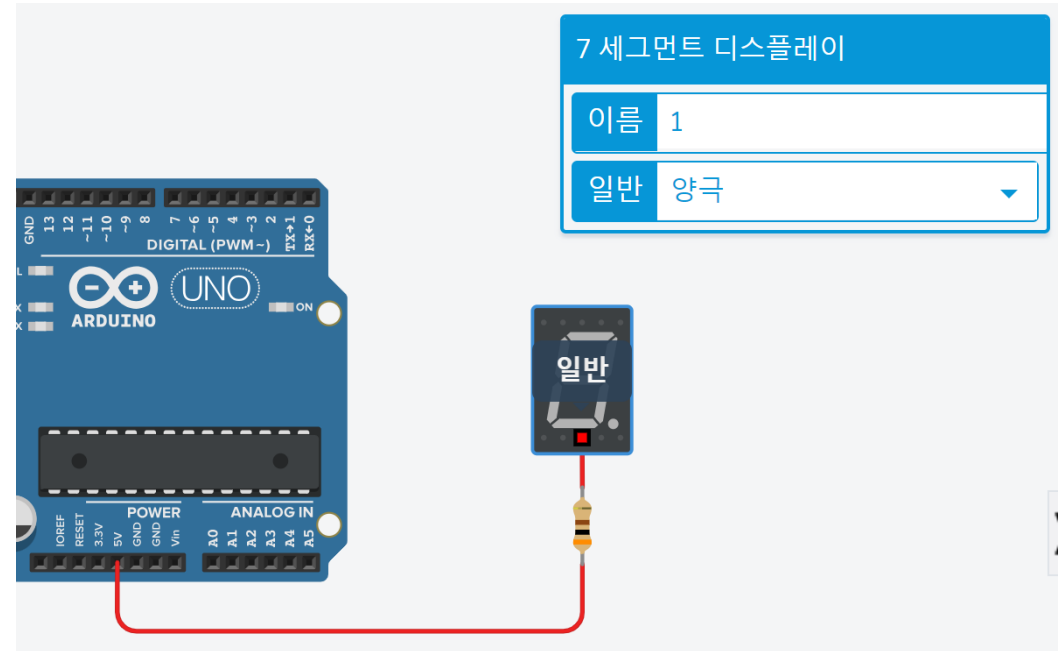 7 세그먼트 디스플레이
이름 1
일반 양극
GND 13 12 ~11 ~10 ~9 8 7 ~6 ~5 4 ~3 2 TX→1 RX←0
DIGITAL (PWM~)
L
UNO
X
ON
X
ARDUINO
일반
POWER
ANALOG IN
IOREF RESET 3.3V 5V GND GND Vin A0 A1 A2 A3 A4 A5